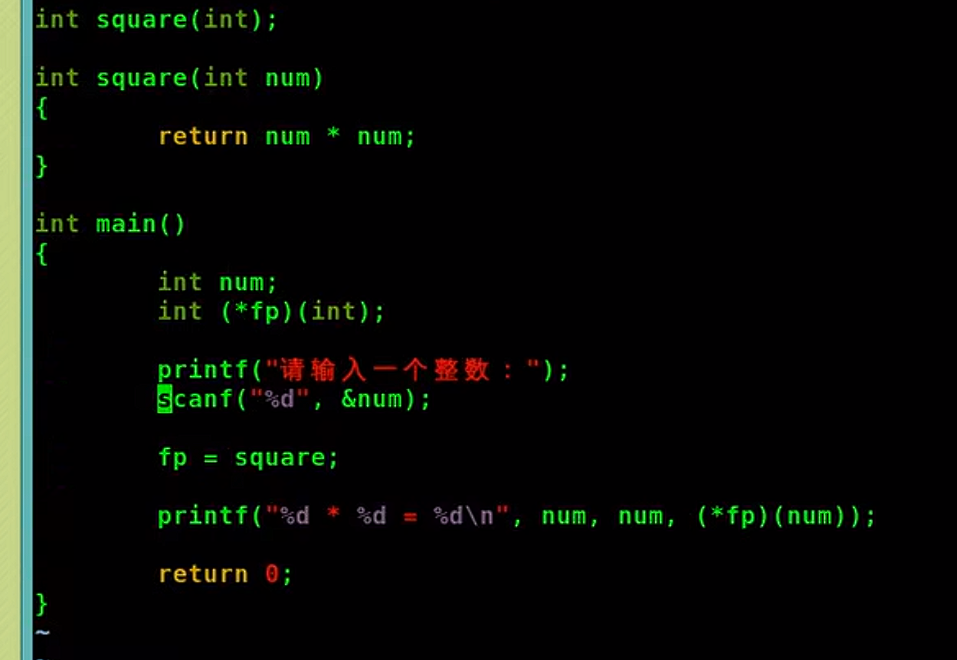 int square(int);
int square(int num)
{
return num * num;
}
int main()
{
int num;
int (*fp)(int);
printf("请输入一个整数：");
scanf("%d", &num);
fp = square;
printf("%d * %d = %d\n", num, num, (*fp)(num));
return 0;
}
~